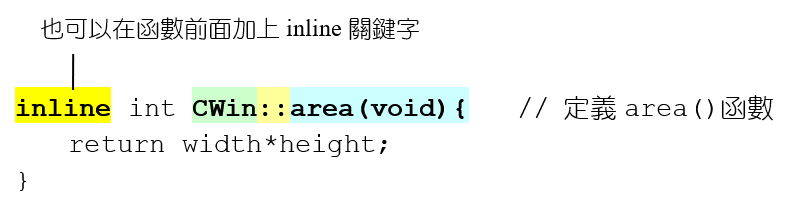 也可以在函數前面加上 inline 關鍵字
inline int CWin::area(void){ // 定義 area()函數
return width*height;
}